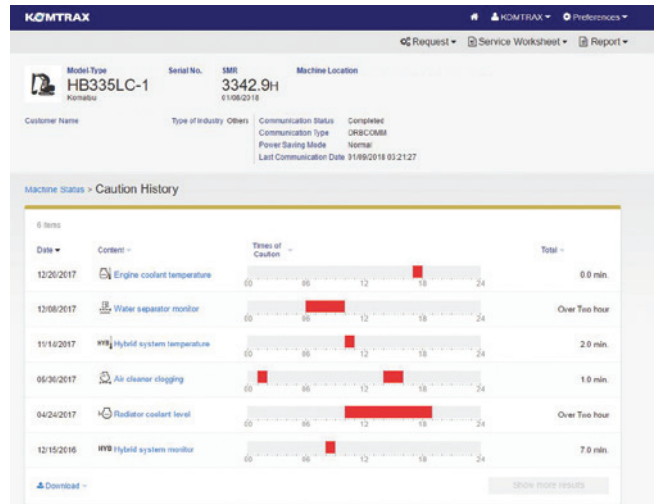 KOMTRAX
KOMTRAX Preferences
Request Service Worksheet Report
Model-Type Serial No. SMR Machine Location
HB335LC-1 3342.9H
Komatsu 01/08/2018
Customer Name Type of Industry Others Communication Status Completed
Communication Type ORBCOMM
Power Saving Mode Normal
Last Communication Date 01/09/2018 03:21:27
Machine Status > Caution History
6 items
Date Content Times of Caution Total
12/20/2017 Engine coolant temperature 0.0 min.
00 06 12 18 24
12/08/2017 Water separator monitor Over Two hour
00 06 12 18 24
11/14/2017 HYB Hybrid system temperature 2.0 min.
00 06 12 18 24
Air cleaner clogging 1.0 min.
00 06 12 18 24
04/24/2017 Radiator coolant level Over Two hour
00 06 12 18 24
12/15/2016 HYB Hybrid system monitor 7.0 min.
00 06 12 18 24
Download Show more results